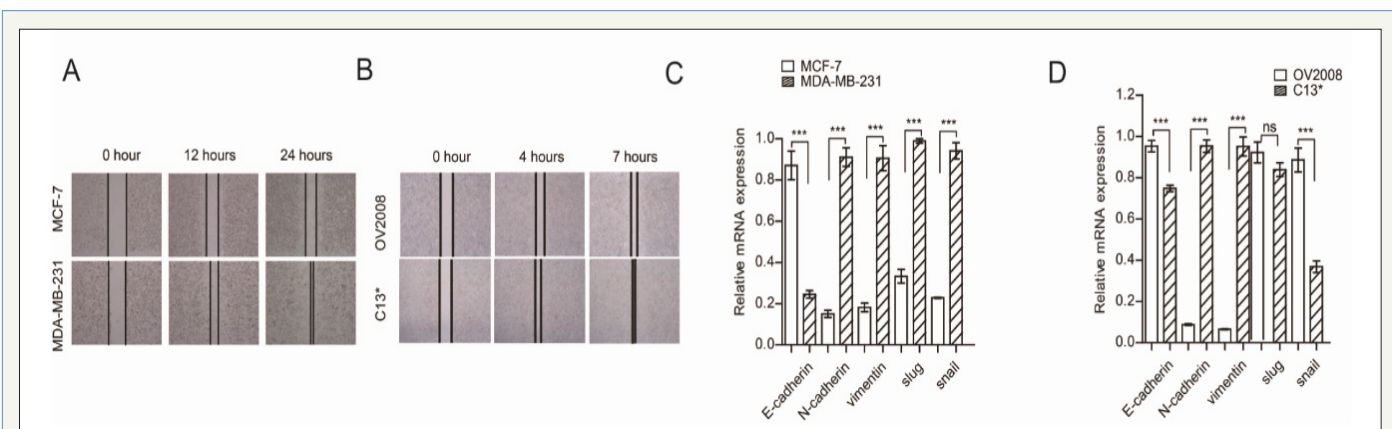 A
0 hour 12 hours 24 hours
MCF-7
MDA-MB-231
B
0 hour 4 hours 7 hours
OV2008
C13*
C
MCF-7
MDA-MB-231
Relative mRNA expression
1.0
0.8
0.6
0.4
0.2
0.0
*** *** *** *** ***
E-cadherin N-cadherin vimentin slug snail
D
OV2008
C13*
Relative mRNA expression
1.2
1.0
0.8
0.6
0.4
0.2
0.0
*** *** *** ns ***
E-cadherin N-cadherin vimentin slug snail